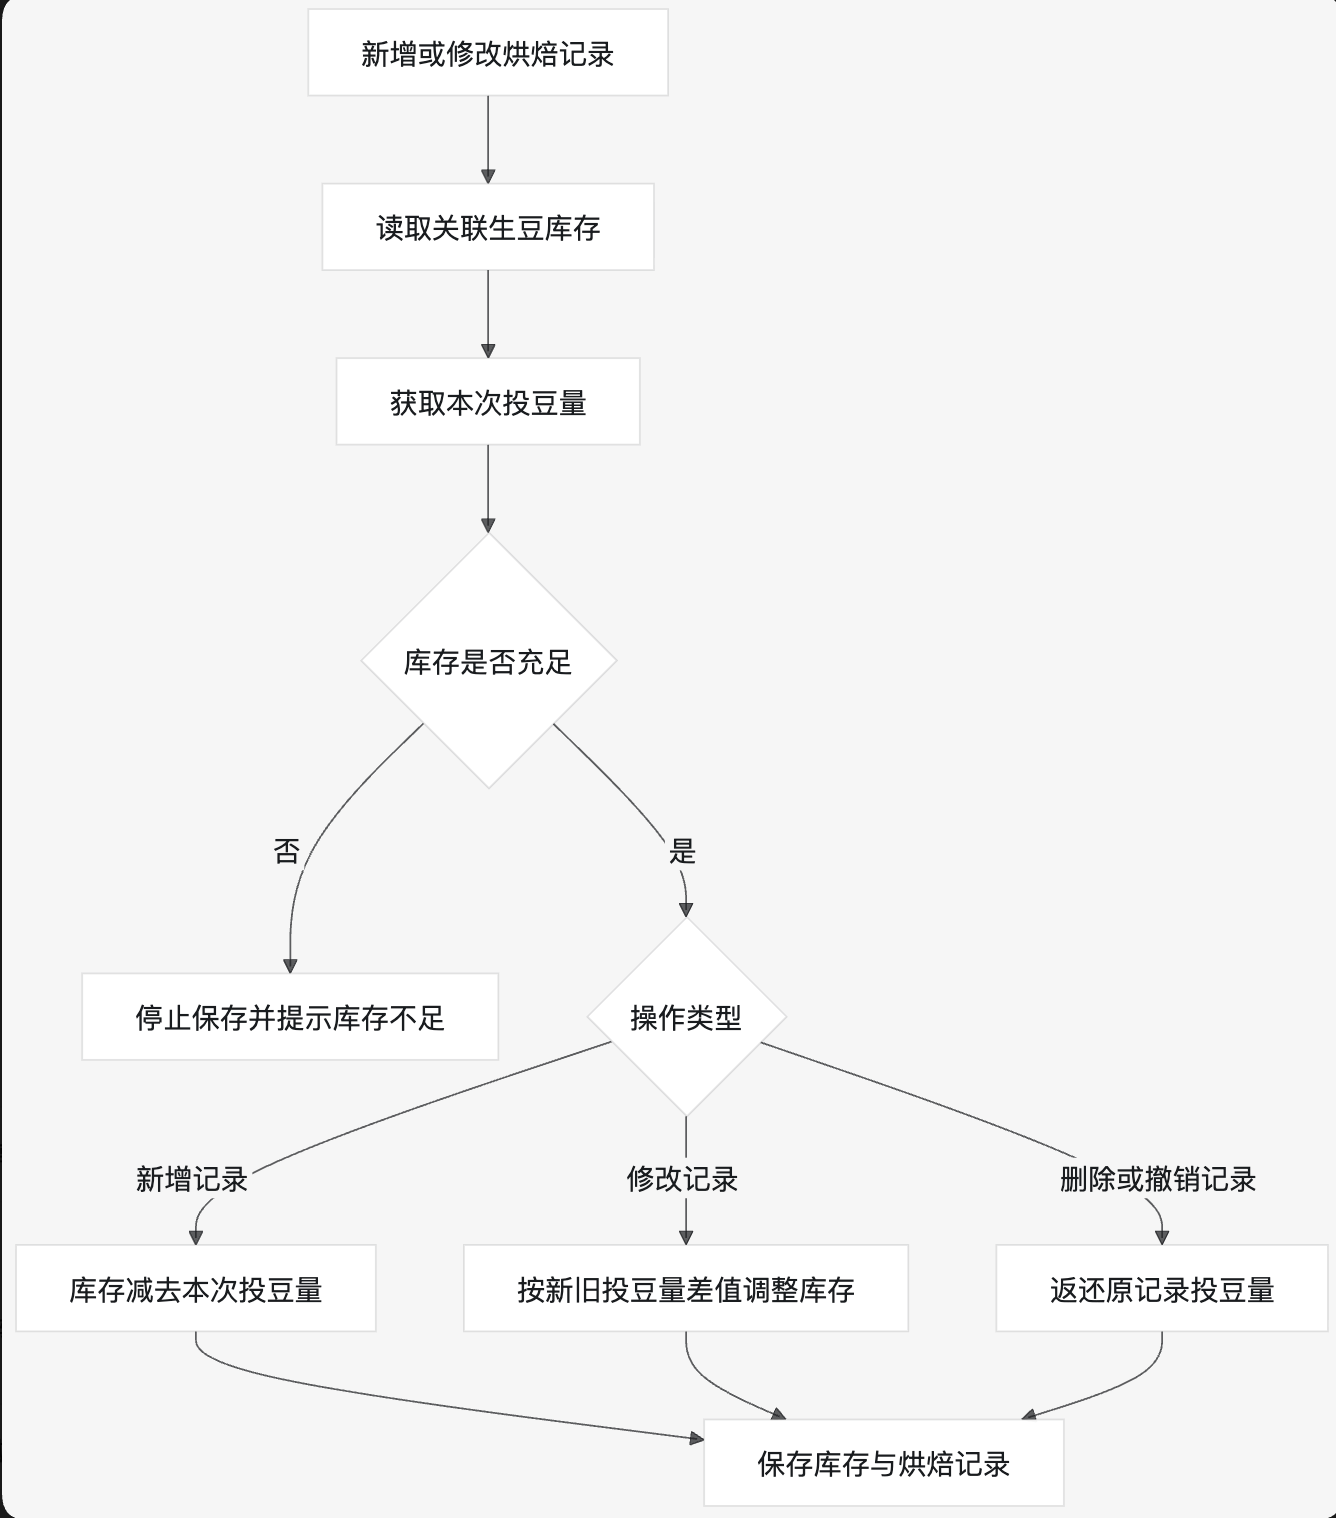 新增或修改烘焙记录
读取关联生豆库存
获取本次投豆量
库存是否充足
否
是
停止保存并提示库存不足
操作类型
新增记录
修改记录
删除或撤销记录
库存减去本次投豆量
按新旧投豆量差值调整库存
返还原记录投豆量
保存库存与烘焙记录